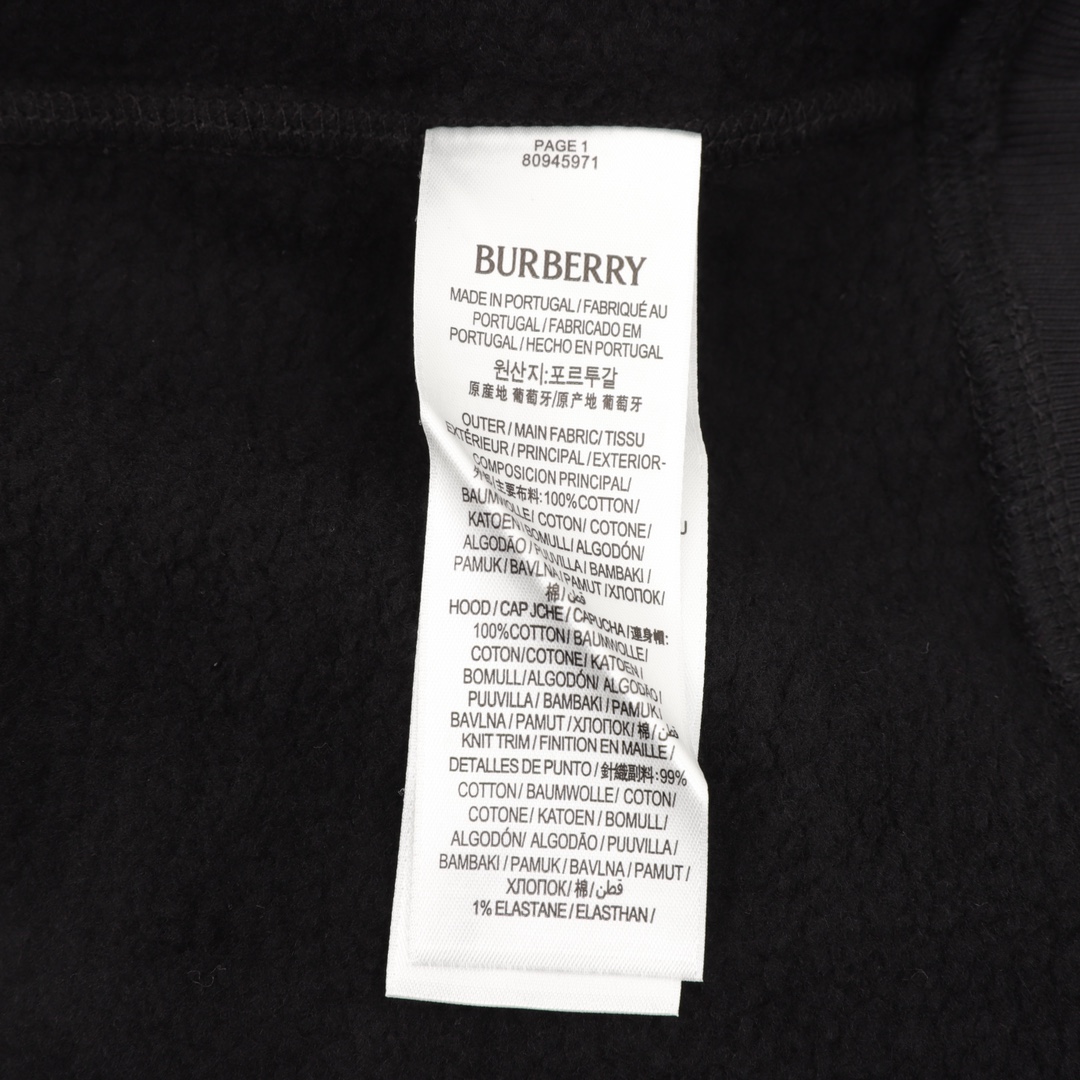 PAGE 1
80945971
BURBERRY
MADE IN PORTUGAL / FABRIQUÉ AU
PORTUGAL / FABRICADO EM
PORTUGAL / HECHO EN PORTUGAL
원산지:포르투갈
原産地 葡萄牙/原产地 葡萄牙
OUTER / MAIN FABRIC/ TISSU
EXTÉRIEUR / PRINCIPAL / EXTERIOR-
COMPOSICION PRINCIPAL/
外部/主要布料:100%COTTON/
BAUMWOLLE/ COTON/ COTONE/
KATOEN/BOMULL/ ALGODÓN/
ALGODÃO / PUUVILLA / BAMBAKI /
PAMUK / BAVLNA/PAMUT /ХЛОПОК/
棉/قطن
HOOD / CAP JCHE / CAPUCHA /連身帽:
100%COTTON/ BAUMWOLLE/
COTON/COTONE/ KATOEN/
BOMULL/ALGODÓN/ ALGODÃO/
PUUVILLA / BAMBAKI / PAMUK/
BAVLNA / PAMUT /ХЛОПОК/ 棉/قطن
KNIT TRIM / FINITION EN MAILLE /
DETALLES DE PUNTO / 針織副料:99%
COTTON/ BAUMWOLLE/ COTON/
COTONE/ KATOEN/ BOMULL/
ALGODÓN/ ALGODÃO / PUUVILLA /
BAMBAKI / PAMUK / BAVLNA / PAMUT /
ХЛОПОК/ 棉/قطن
1% ELASTANE / ELASTHAN /